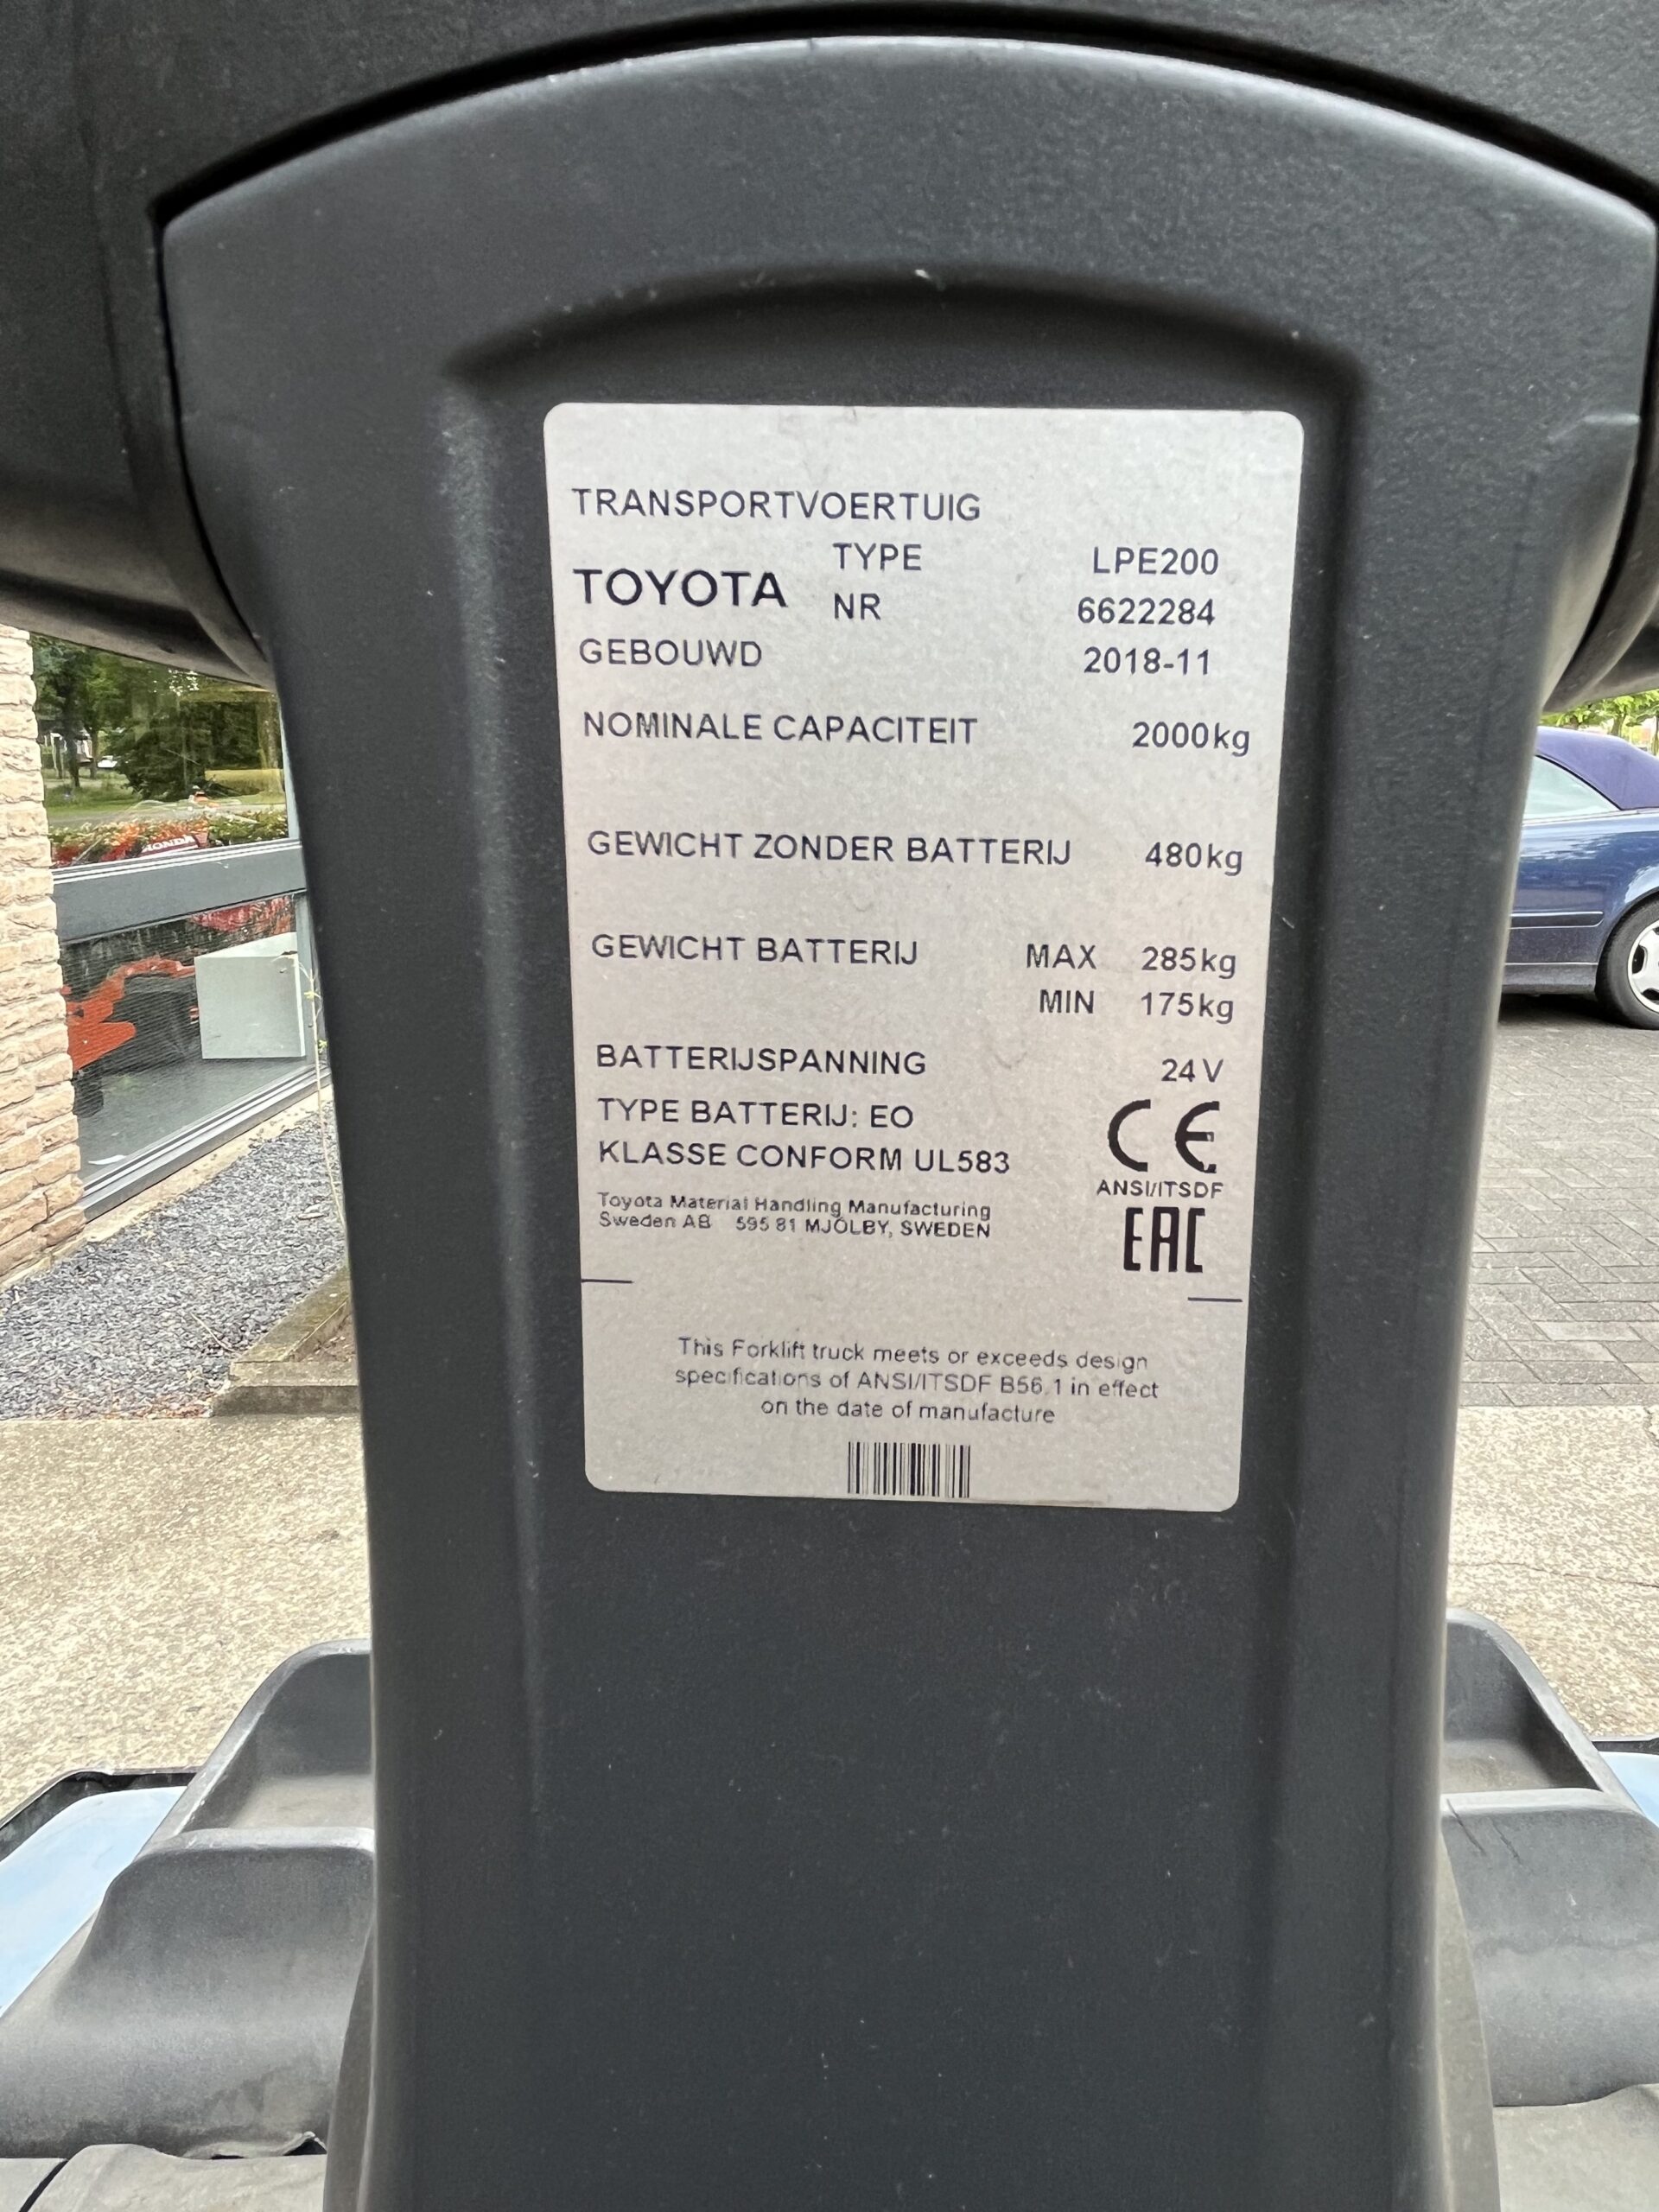 TRANSPORTVOERTUIG
TOYOTA TYPE LPE200
NR 6622284
GEBOUWD 2018-11
NOMINALE CAPACITEIT 2000kg
GEWICHT ZONDER BATTERIJ 480kg
GEWICHT BATTERIJ MAX 285kg
MIN 175kg
BATTERIJSPANNING 24V
TYPE BATTERIJ: EO
KLASSE CONFORM UL583
CE
ANSI/ITSDF
Toyota Material Handling Manufacturing
Sweden AB 595 81 MJÖLBY, SWEDEN
EAC
This Forklift truck meets or exceeds design
specifications of ANSI/ITSDF B56.1 in effect
on the date of manufacture
HONDA